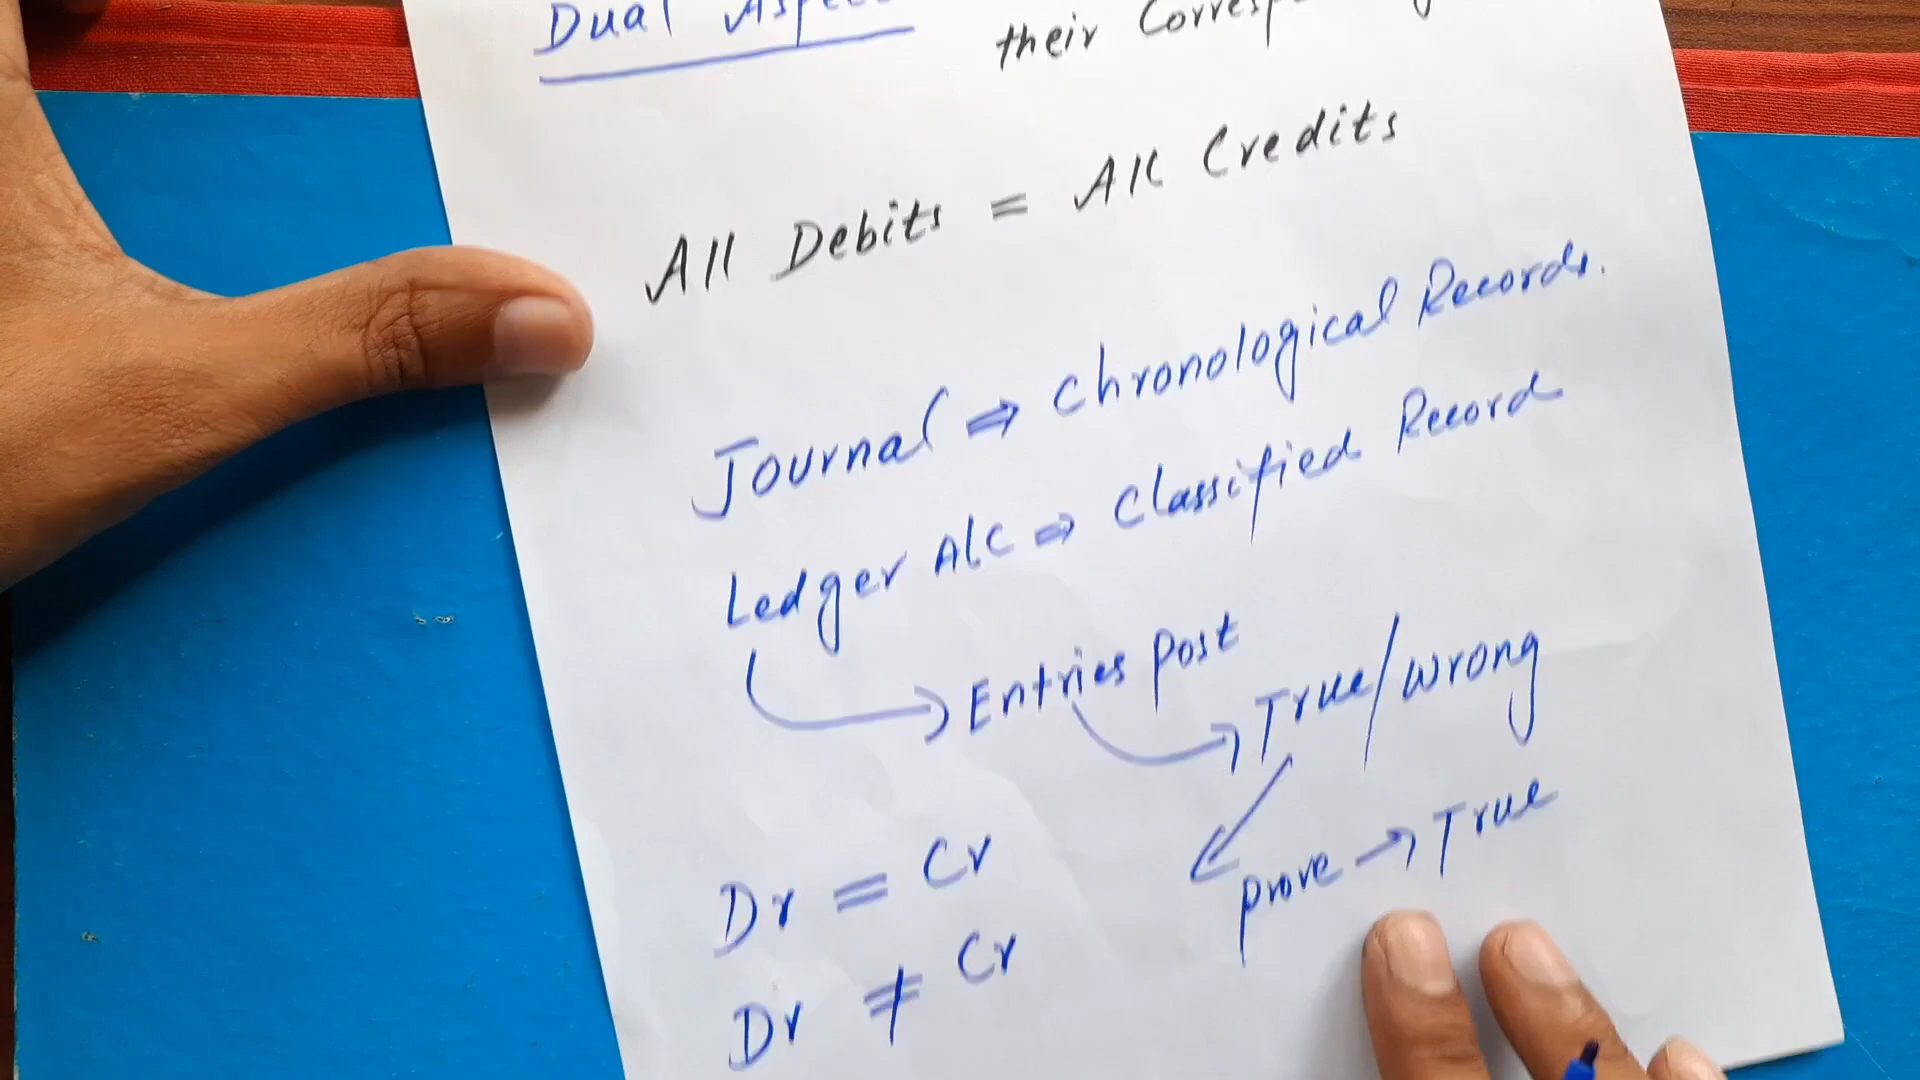 Dual Aspect
their
All Debits = All Credits
Journal ⇒ Chronological Records.
Ledger A/C ⇒ Classified Record
Entries Post
True/Wrong
Prove → True
Dr = Cr
Dr ≠ Cr